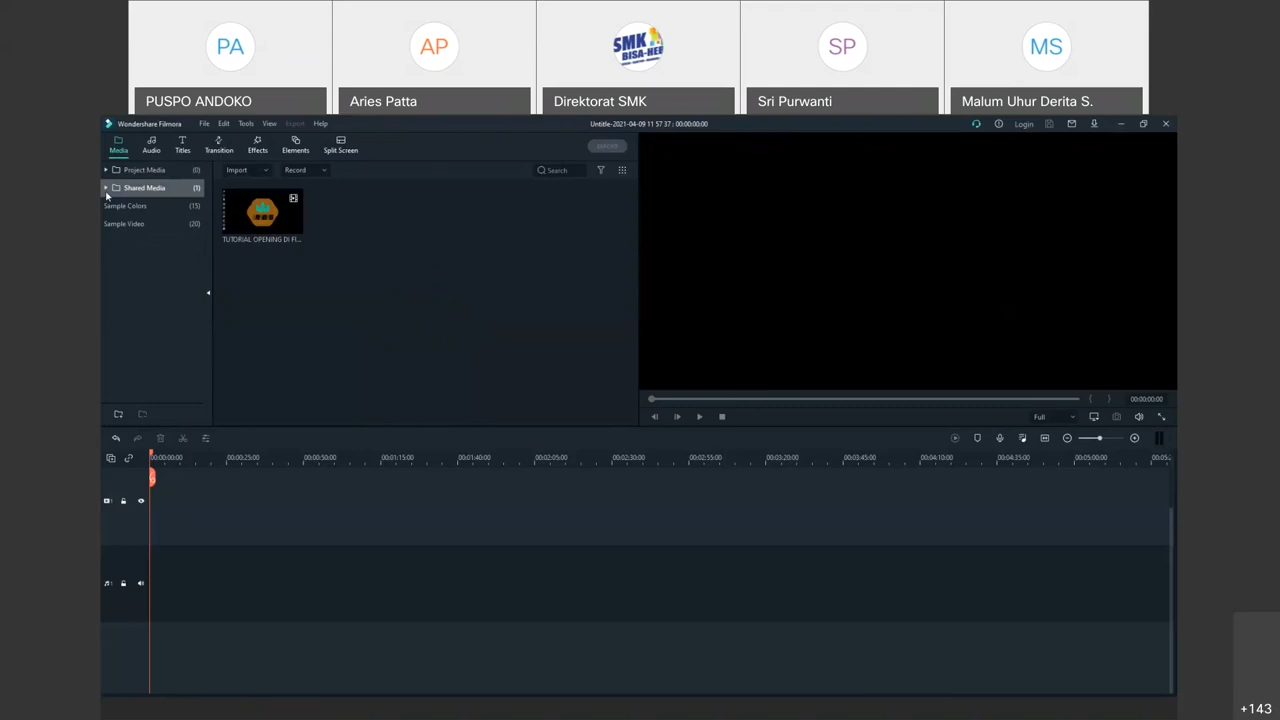 PA
AP
SMK
BISA-HEBAT
SP
MS
PUSPO ANDOKO
Aries Patta
Direktorat SMK
Sri Purwanti
Malum Uhur Derita S.
Wondershare Filmora
File
Edit
Tools
View
Export
Help
Untitle-2021-04-09 11 57 37 : 00:00:00:00
Login
Media
Audio
Titles
Transition
Effects
Elements
Split Screen
EXPORT
Project Media (0)
Import
Record
Search
Shared Media (1)
Sample Colors (15)
Sample Video (20)
TUTORIAL OPENING DI FI...
00:00:00:00
Full
00:00:00:00
00:00:25:00
00:00:50:00
00:01:15:00
00:01:40:00
00:02:05:00
00:02:30:00
00:02:55:00
00:03:20:00
00:03:45:00
00:04:10:00
00:04:35:00
00:05:00:00
00:05:2
1
1
+143